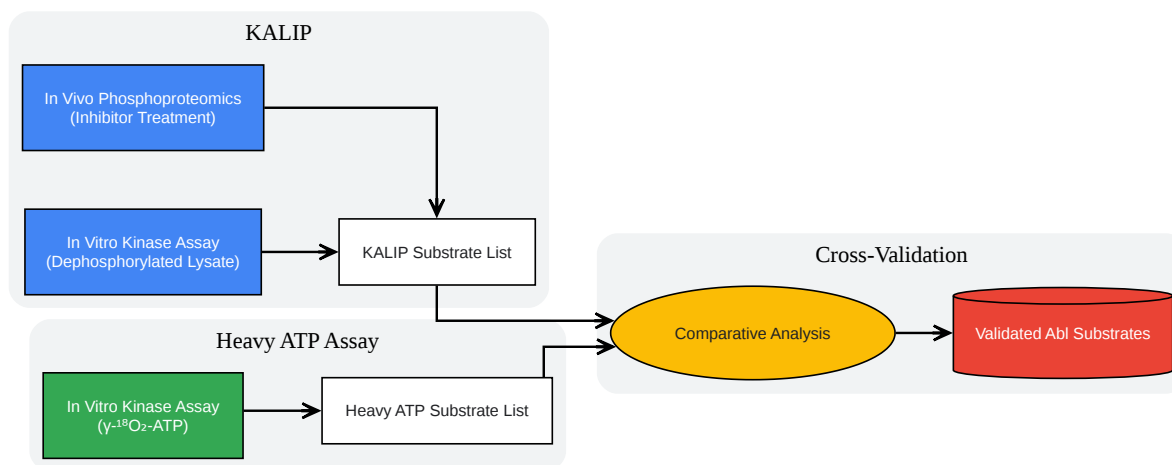 KALIP
In Vivo Phosphoproteomics
(Inhibitor Treatment)
In Vitro Kinase Assay
(Dephosphorylated Lysate)
KALIP Substrate List
Heavy ATP Assay
In Vitro Kinase Assay
(γ-¹⁸O₂-ATP)
Heavy ATP Substrate List
Cross-Validation
Comparative Analysis
Validated Abl Substrates